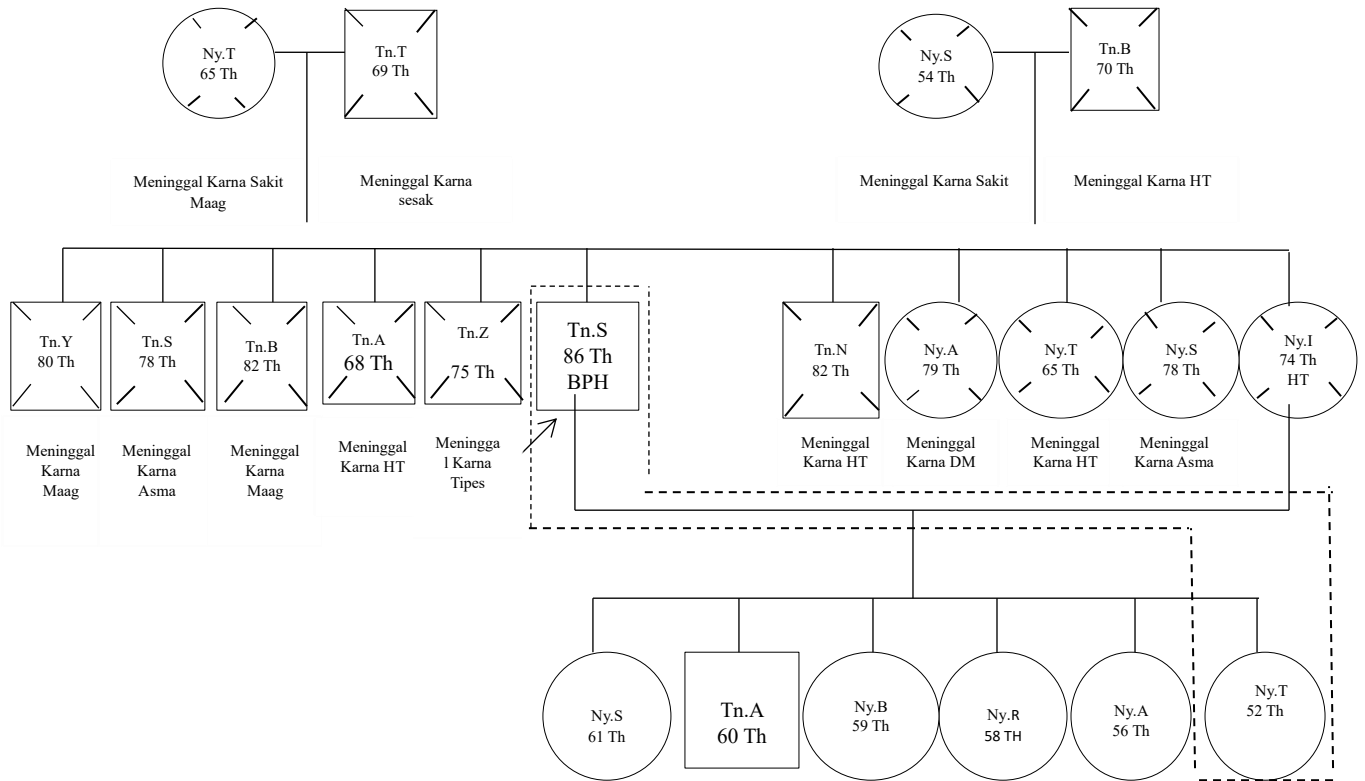 Ny.T
65 Th
Tn.T
69 Th
Ny.S
54 Th
Tn.B
70 Th
Meninggal Karna Sakit
Maag
Meninggal Karna
sesak
Meninggal Karna Sakit
Meninggal Karna HT
Tn.Y
80 Th
Tn.S
78 Th
Tn.B
82 Th
Tn.A
68 Th
Tn.Z
75 Th
Tn.S
86 Th
BPH
Tn.N
82 Th
Ny.A
79 Th
Ny.T
65 Th
Ny.S
78 Th
Ny.I
74 Th
HT
Meninggal
Karna
Maag
Meninggal
Karna
Asma
Meninggal
Karna
Maag
Meninggal
Karna HT
Meningga
l Karna
Tipes
Meninggal
Karna HT
Meninggal
Karna DM
Meninggal
Karna HT
Meninggal
Karna Asma
Ny.S
61 Th
Tn.A
60 Th
Ny.B
59 Th
Ny.R
58 TH
Ny.A
56 Th
Ny.T
52 Th